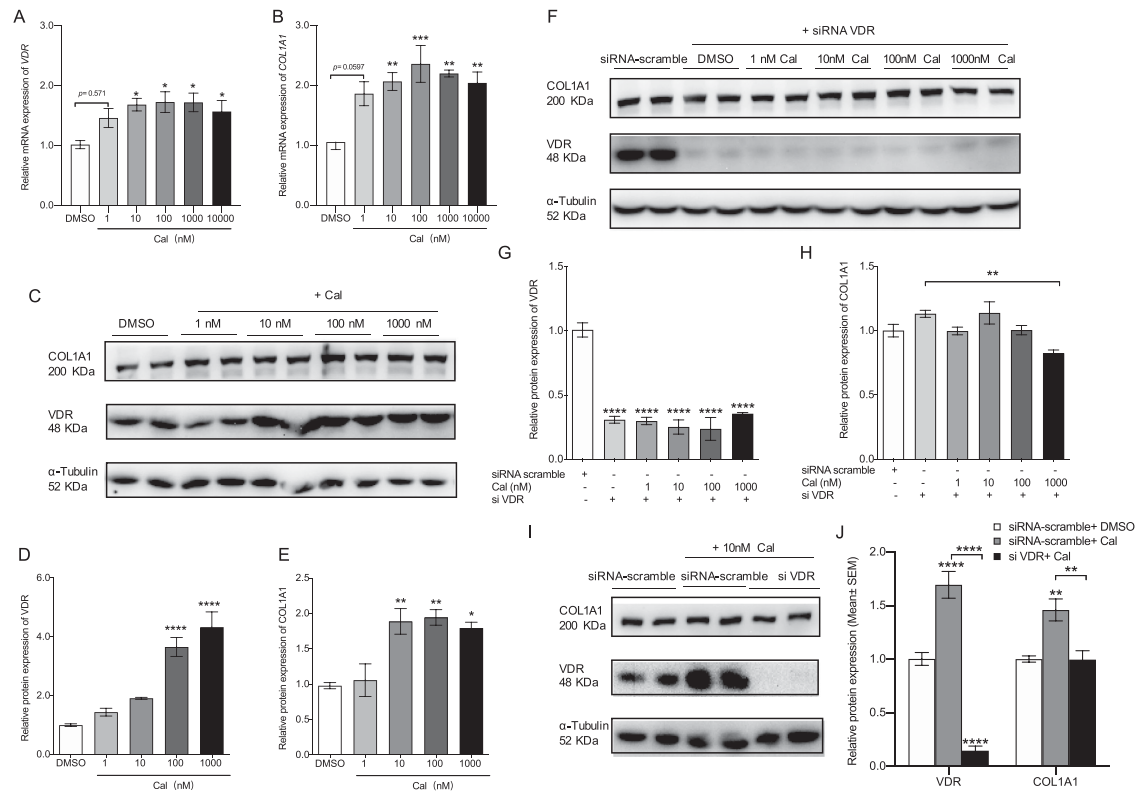 A
Relative mRNA expression of VDR
3.0
2.0
1.0
0.0
p= 0.571
* * * *
DMSO 1 10 100 1000 10000
Cal (nM)
B
Relative mRNA expression of COL1A1
3.0
2.0
1.0
0.0
p= 0.0597
** *** ** **
DMSO 1 10 100 1000 10000
Cal (nM)
C
+ Cal
DMSO 1 nM 10 nM 100 nM 1000 nM
COL1A1
200 KDa
VDR
48 KDa
α-Tubulin
52 KDa
D
Relative protein expression of VDR
6.0
4.0
2.0
0.0
**** ****
DMSO 1 10 100 1000
Cal (nM)
E
Relative protein expression of COL1A1
3.0
2.0
1.0
0.0
** ** *
DMSO 1 10 100 1000
Cal (nM)
F
+ siRNA VDR
siRNA-scramble DMSO 1 nM Cal 10nM Cal 100nM Cal 1000nM Cal
COL1A1
200 KDa
VDR
48 KDa
α-Tubulin
52 KDa
G
Relative protein expression of VDR
1.5
1.0
0.5
0.0
**** **** **** **** ****
siRNA scramble + - - - - -
Cal (nM) - - 1 10 100 1000
si VDR - + + + + +
H
Relative protein expression of COL1A1
1.5
1.0
0.5
0.0
**
siRNA scramble + - - - - -
Cal (nM) - - 1 10 100 1000
si VDR - + + + + +
I
+ 10nM Cal
siRNA-scramble siRNA-scramble si VDR
COL1A1
200 KDa
VDR
48 KDa
α-Tubulin
52 KDa
J
siRNA-scramble+ DMSO
siRNA-scramble+ Cal
si VDR+ Cal
Relative protein expression (Mean± SEM)
2.0
1.5
1.0
0.5
0.0
**** **** ****
** **
VDR COL1A1